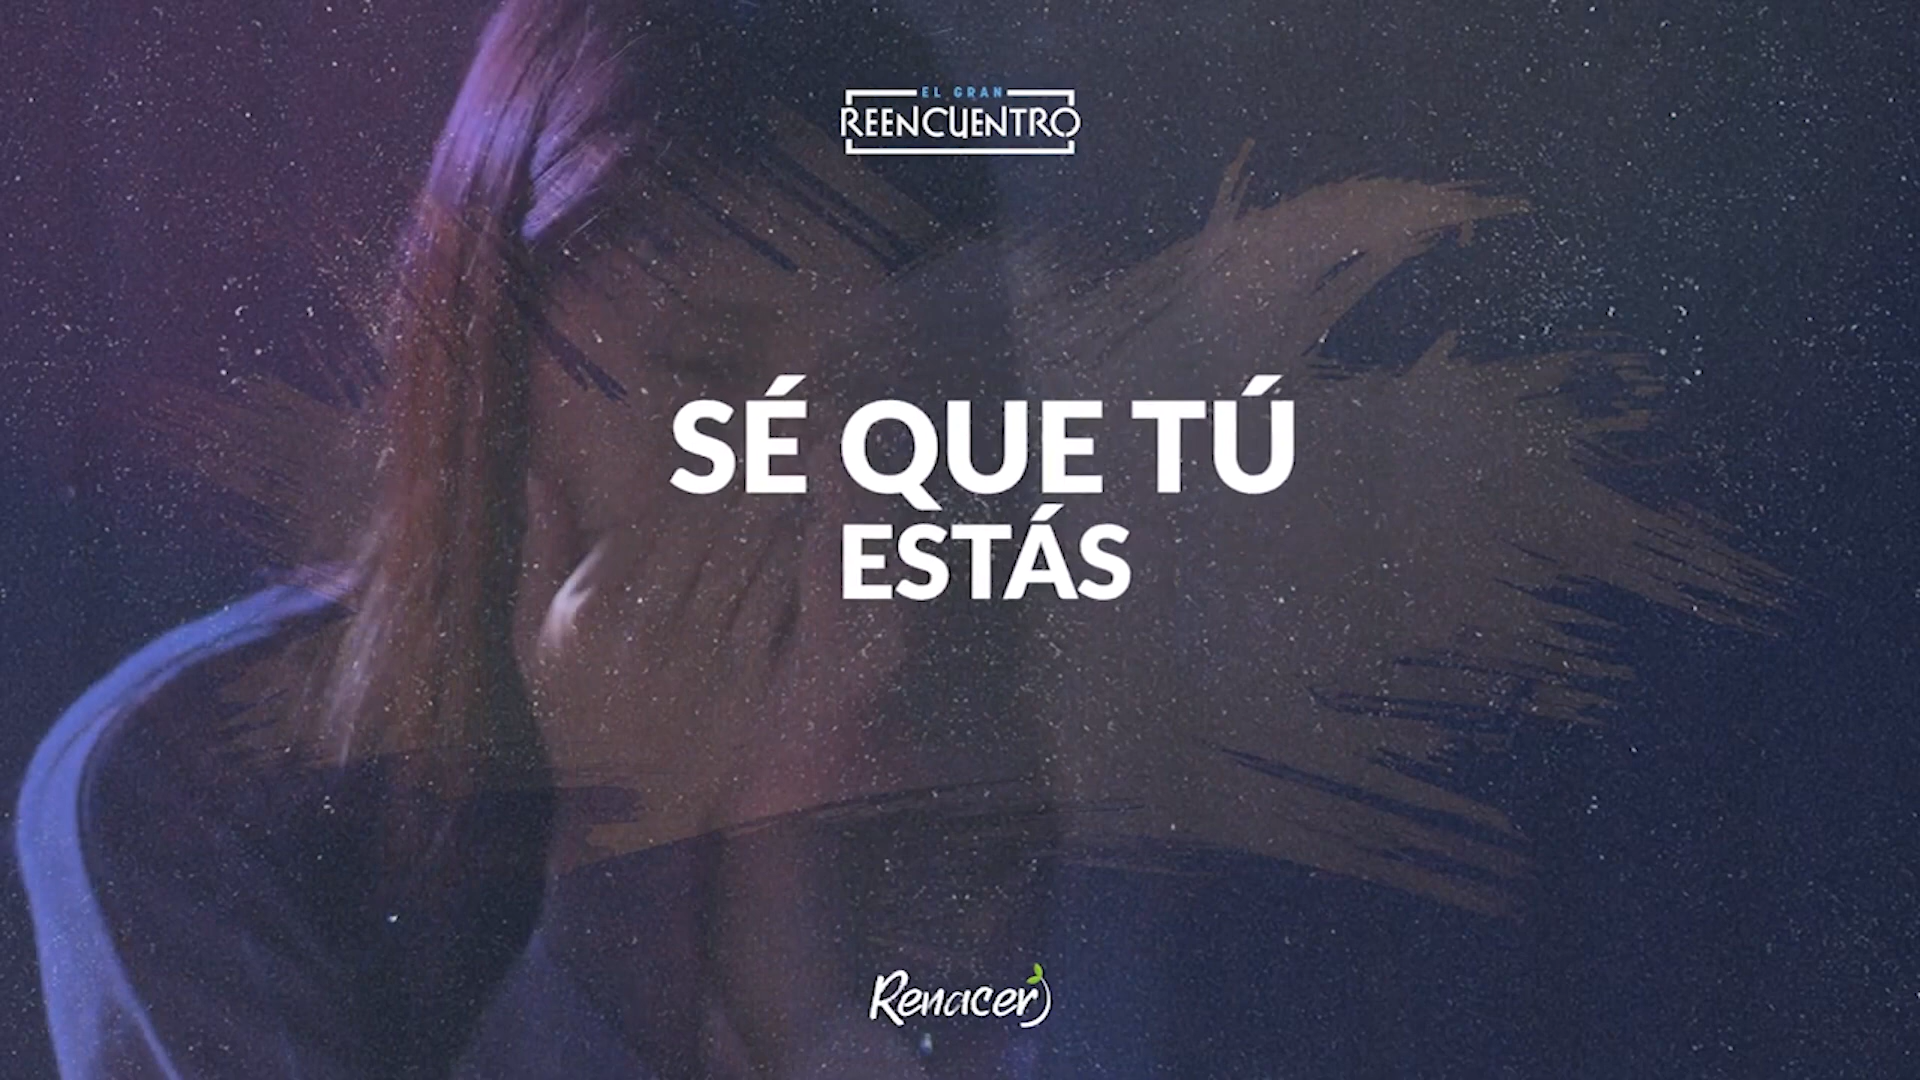 EL GRAN
REENCUENTRO
SÉ QUE TÚ
ESTÁS
Renacer